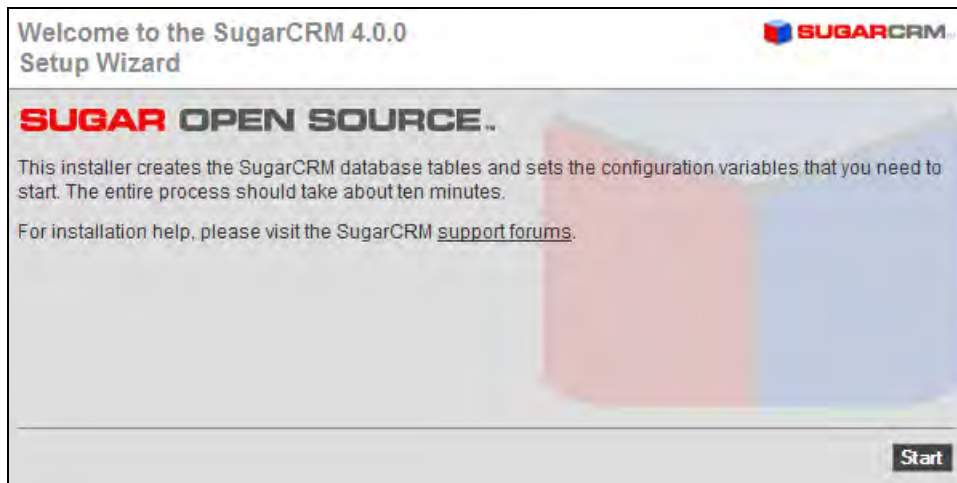 Welcome to the SugarCRM 4.0.0
Setup Wizard
SUGARCRM
SUGAR OPEN SOURCE
This installer creates the SugarCRM database tables and sets the configuration variables that you need to
start. The entire process should take about ten minutes.
For installation help, please visit the SugarCRM support forums.
Start